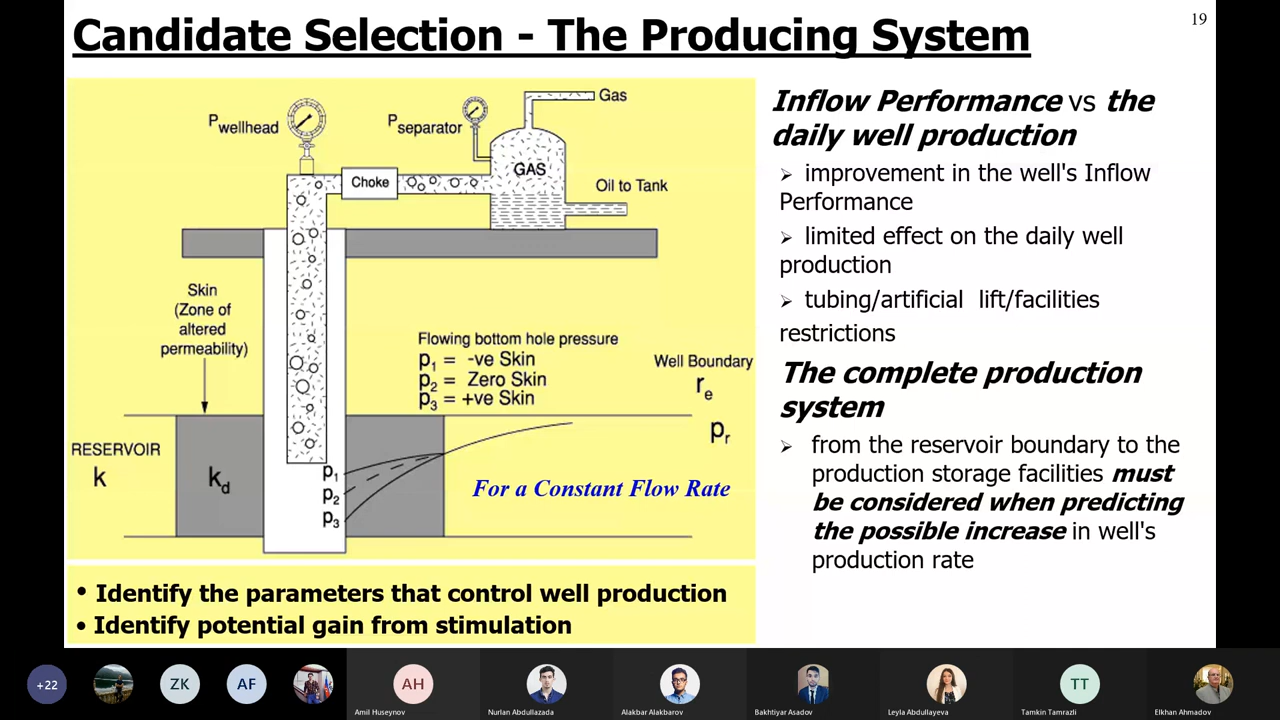 19
Candidate Selection - The Producing System
Gas
Pwellhead
Pseparator
GAS
Choke
Oil to Tank
Skin
(Zone of
altered
permeability)
Flowing bottom hole pressure
p1 = -ve Skin
p2 = Zero Skin
p3 = +ve Skin
Well Boundary
re
pr
RESERVOIR
k
kd
p1
p2
p3
For a Constant Flow Rate
• Identify the parameters that control well production
• Identify potential gain from stimulation
Inflow Performance vs the
daily well production
➢ improvement in the well's Inflow
Performance
➢ limited effect on the daily well
production
➢ tubing/artificial lift/facilities
restrictions
The complete production
system
➢ from the reservoir boundary to the
production storage facilities must
be considered when predicting
the possible increase in well's
production rate
+22
ZK
AF
AH
Amil Huseynov
Nurlan Abdullazada
Alakbar Alakbarov
Bakhtiyar Asadov
Leyla Abdullayeva
TT
Tamkin Tamrazli
Elkhan Ahmadov